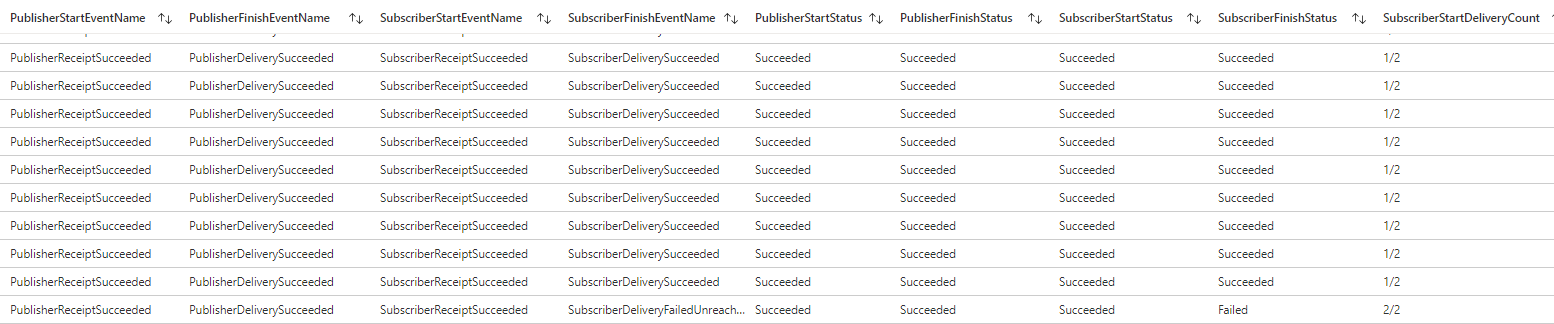 PublisherStartEventName PublisherFinishEventName SubscriberStartEventName SubscriberFinishEventName PublisherStartStatus PublisherFinishStatus SubscriberStartStatus SubscriberFinishStatus SubscriberStartDeliveryCount
PublisherReceiptSucceeded PublisherDeliverySucceeded SubscriberReceiptSucceeded SubscriberDeliverySucceeded Succeeded Succeeded Succeeded Succeeded 1/2
PublisherReceiptSucceeded PublisherDeliverySucceeded SubscriberReceiptSucceeded SubscriberDeliverySucceeded Succeeded Succeeded Succeeded Succeeded 1/2
PublisherReceiptSucceeded PublisherDeliverySucceeded SubscriberReceiptSucceeded SubscriberDeliverySucceeded Succeeded Succeeded Succeeded Succeeded 1/2
PublisherReceiptSucceeded PublisherDeliverySucceeded SubscriberReceiptSucceeded SubscriberDeliverySucceeded Succeeded Succeeded Succeeded Succeeded 1/2
PublisherReceiptSucceeded PublisherDeliverySucceeded SubscriberReceiptSucceeded SubscriberDeliverySucceeded Succeeded Succeeded Succeeded Succeeded 1/2
PublisherReceiptSucceeded PublisherDeliverySucceeded SubscriberReceiptSucceeded SubscriberDeliverySucceeded Succeeded Succeeded Succeeded Succeeded 1/2
PublisherReceiptSucceeded PublisherDeliverySucceeded SubscriberReceiptSucceeded SubscriberDeliverySucceeded Succeeded Succeeded Succeeded Succeeded 1/2
PublisherReceiptSucceeded PublisherDeliverySucceeded SubscriberReceiptSucceeded SubscriberDeliverySucceeded Succeeded Succeeded Succeeded Succeeded 1/2
PublisherReceiptSucceeded PublisherDeliverySucceeded SubscriberReceiptSucceeded SubscriberDeliverySucceeded Succeeded Succeeded Succeeded Succeeded 1/2
PublisherReceiptSucceeded PublisherDeliverySucceeded SubscriberReceiptSucceeded SubscriberDeliveryFailedUnreach... Succeeded Succeeded Succeeded Failed 2/2